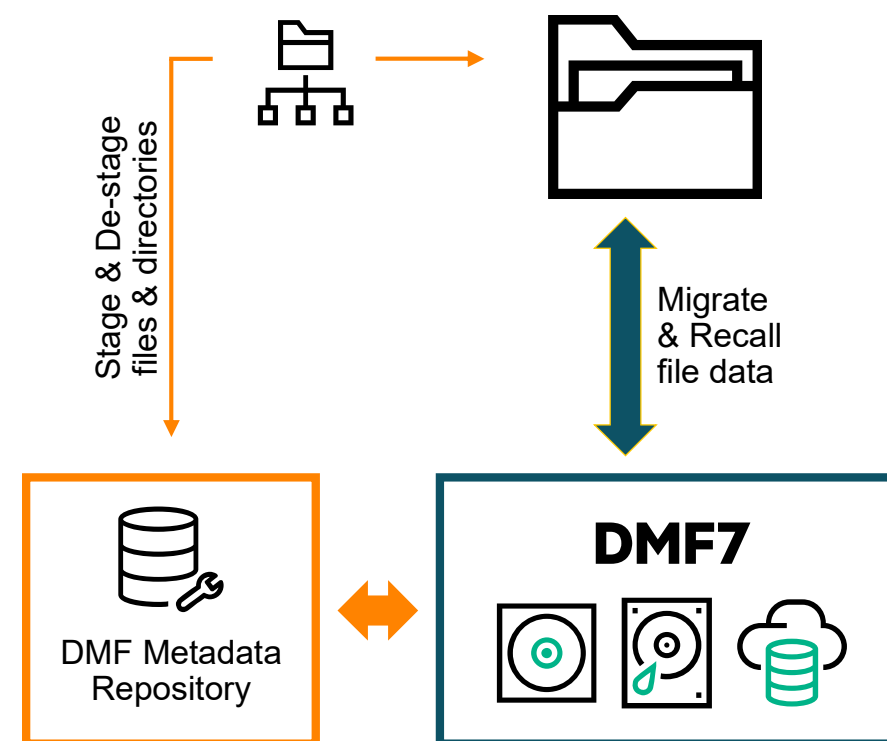 Stage & De-stage
files & directories
Migrate
& Recall
file data
DMF7
DMF Metadata
Repository